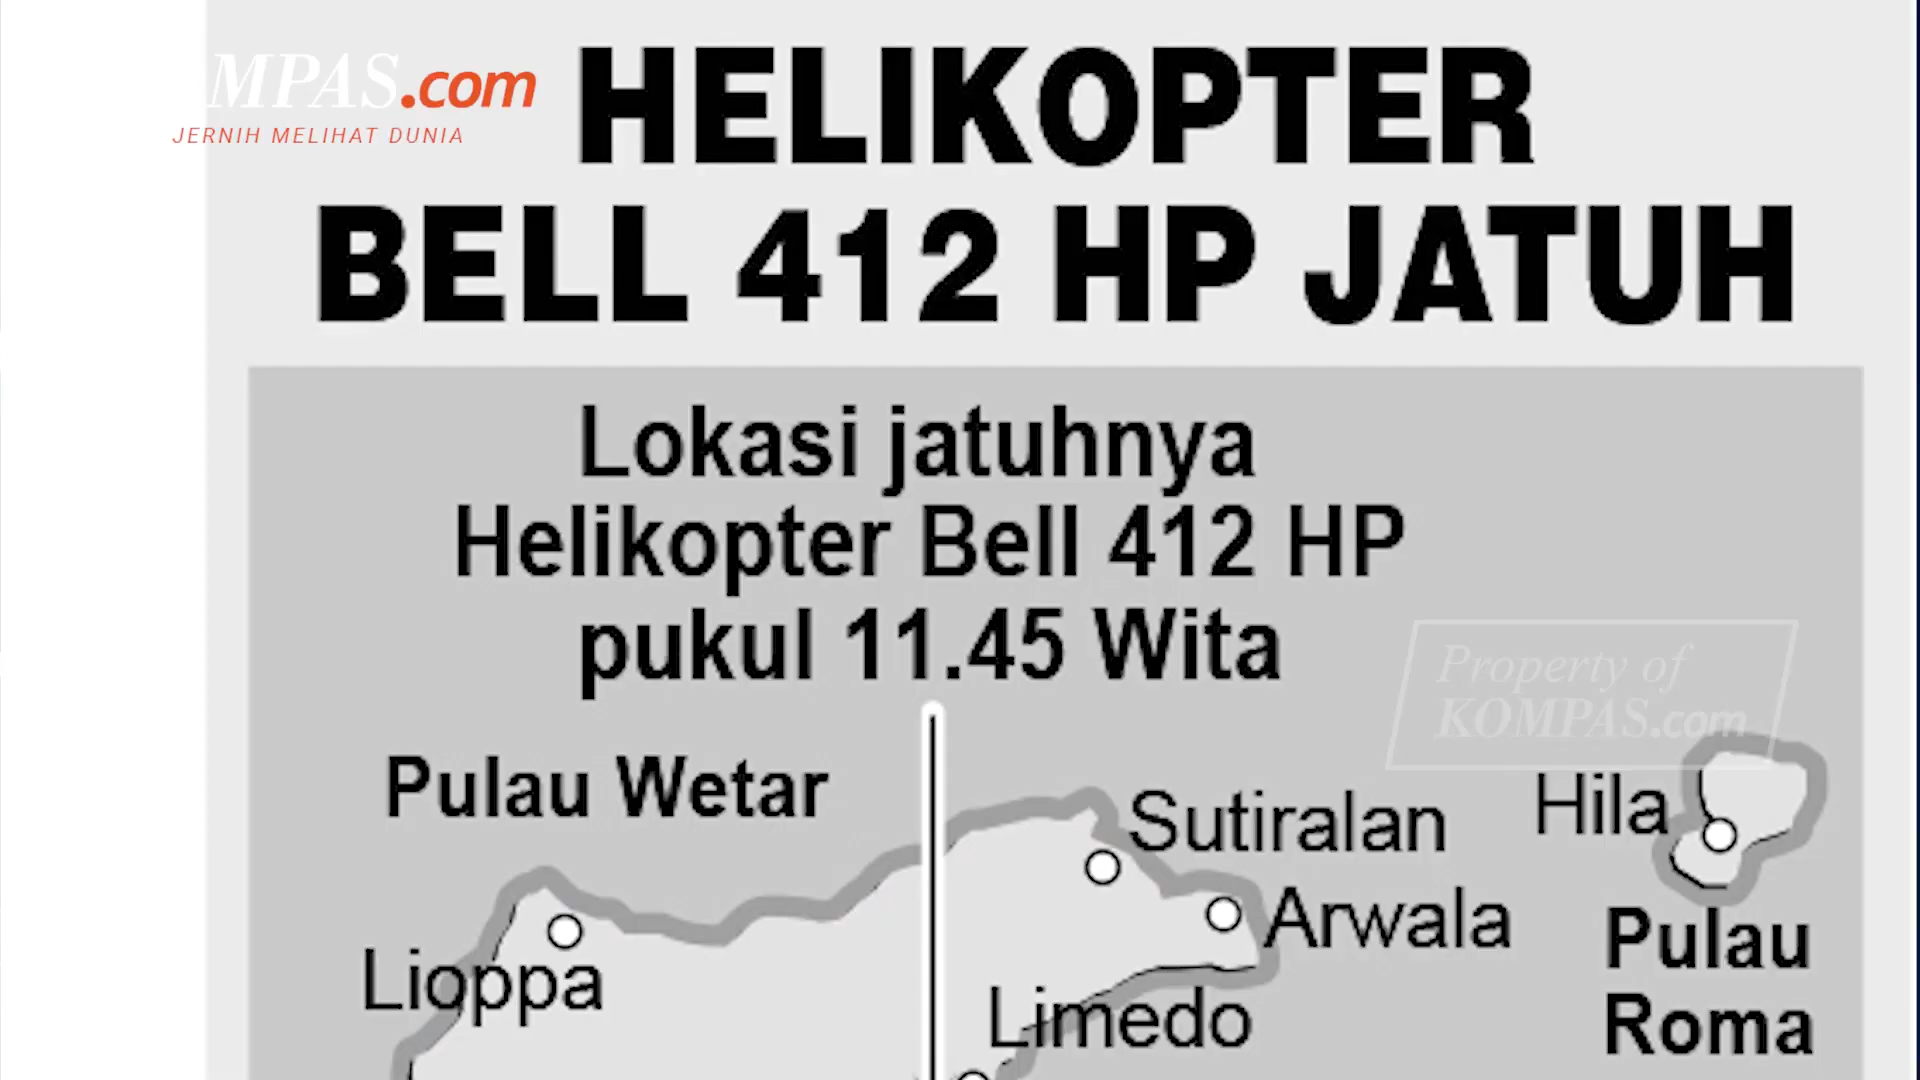 MPAS.com
JERNIH MELIHAT DUNIA
HELIKOPTER
BELL 412 HP JATUH
Lokasi jatuhnya
Helikopter Bell 412 HP
pukul 11.45 Wita
Property of
KOMPAS.com
Pulau Wetar
Sutiralan
Hila
Arwala
Pulau
Roma
Lioppa
Limedo